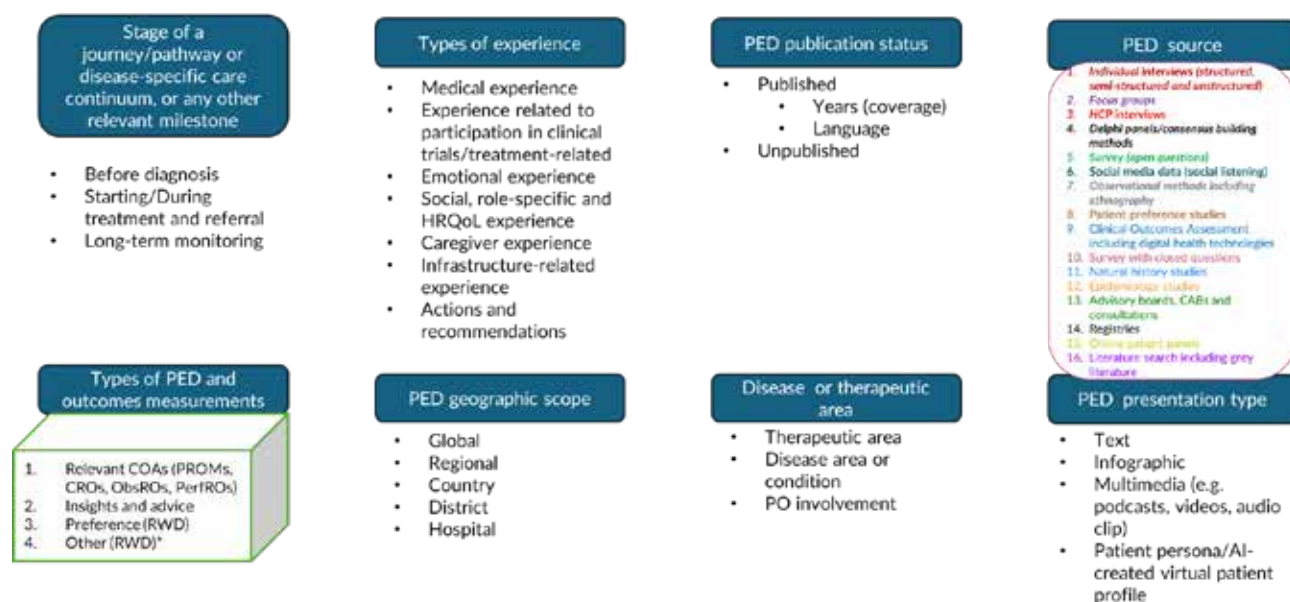 Stage of a
journey/pathway or
disease-specific care
continuum, or any other
relevant milestone
• Before diagnosis
• Starting/During
treatment and referral
• Long-term monitoring
Types of experience
• Medical experience
• Experience related to
participation in clinical
trials/treatment-related
• Emotional experience
• Social, role-specific and
HRQoL experience
• Caregiver experience
• Infrastructure-related
experience
• Actions and
recommendations
PED publication status
• Published
• Years (coverage)
• Language
• Unpublished
PED source
1. Individual interviews (structured,
semi-structured and unstructured)
2. Focus groups
3. HCP interviews
4. Delphi panels/consensus building
methods
5. Survey (open questions)
6. Social media data (social listening)
7. Observational methods including
ethnography
8. Patient preference studies
9. Clinical Outcomes Assessment
including digital health technologies
10. Survey with closed questions
11. Natural history studies
12. Epidemiology studies
13. Advisory boards, CABs and
consultations
14. Registries
15. Online patient panels
16. Literature search including grey
literature
Types of PED and
outcomes measurements
1. Relevant COAs (PROMs,
CROs, ObsROs, PerfROs)
2. Insights and advice
3. Preference (RWD)
4. Other (RWD)*
PED geographic scope
• Global
• Regional
• Country
• District
• Hospital
Disease or therapeutic
area
• Therapeutic area
• Disease area or
condition
• PO involvement
PED presentation type
• Text
• Infographic
• Multimedia (e.g.
podcasts, videos, audio
clip)
• Patient persona/AI-
created virtual patient
profile